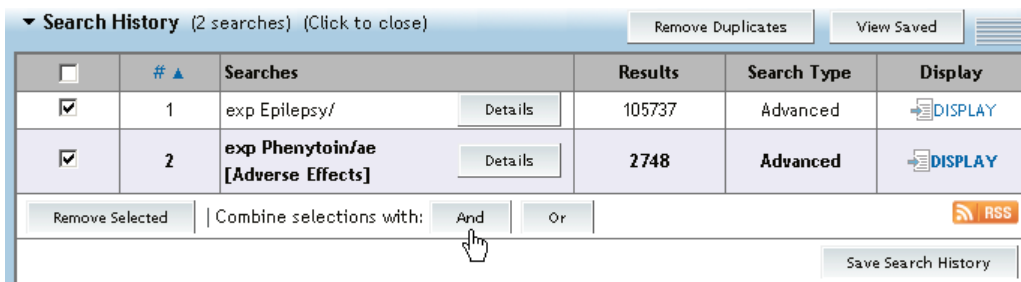 ▼ Search History (2 searches) (Click to close) Remove Duplicates View Saved
# ▲ Searches Results Search Type Display
1 exp Epilepsy/ Details 105737 Advanced DISPLAY
2 exp Phenytoin/ae [Adverse Effects] Details 2748 Advanced DISPLAY
Remove Selected | Combine selections with: And Or RSS
Save Search History